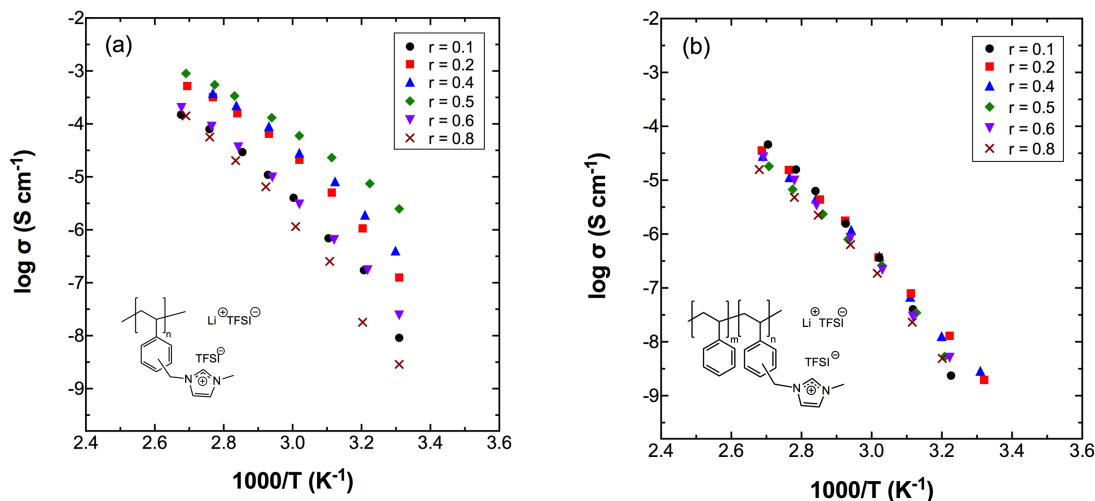 (a)
r = 0.1
r = 0.2
r = 0.4
r = 0.5
r = 0.6
r = 0.8
-2
-3
-4
-5
-6
-7
-8
-9
log σ (S cm⁻¹)
n
Li⁺TFSI⁻
TFSI⁻
N
N
+
2.4
2.6
2.8
3.0
3.2
3.4
3.6
1000/T (K⁻¹)
(b)
r = 0.1
r = 0.2
r = 0.4
r = 0.5
r = 0.6
r = 0.8
-2
-3
-4
-5
-6
-7
-8
-9
log σ (S cm⁻¹)
m
n
Li⁺TFSI⁻
TFSI⁻
N
N
+
2.4
2.6
2.8
3.0
3.2
3.4
3.6
1000/T (K⁻¹)